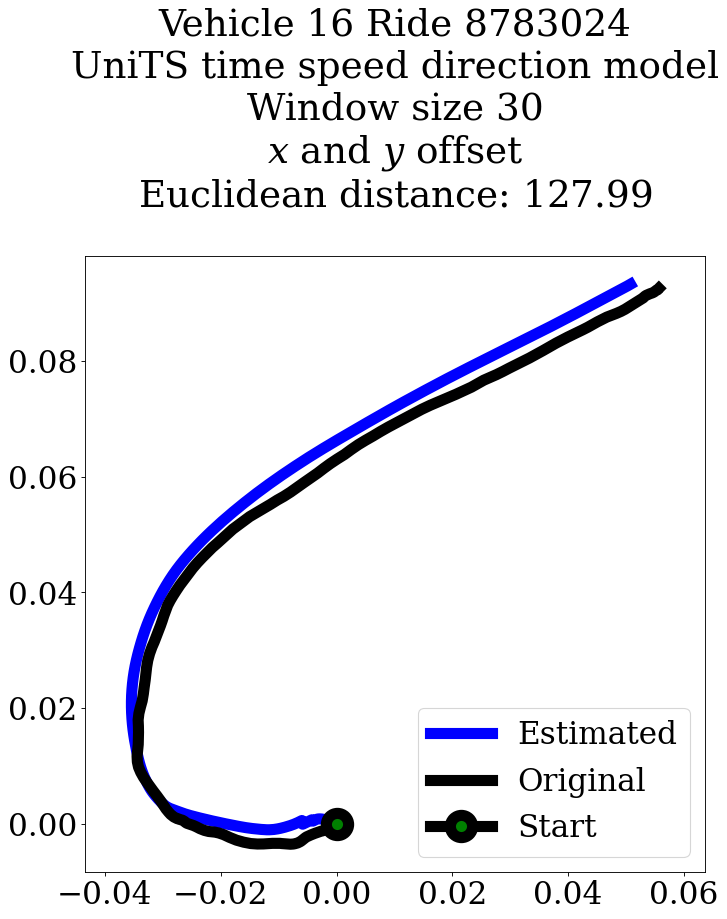 Vehicle 16 Ride 8783024
UniTS time speed direction model
Window size 30
x and y offset
Euclidean distance: 127.99
0.08
0.06
0.04
0.02
0.00
Estimated
Original
Start
−0.04 −0.02 0.00 0.02 0.04 0.06